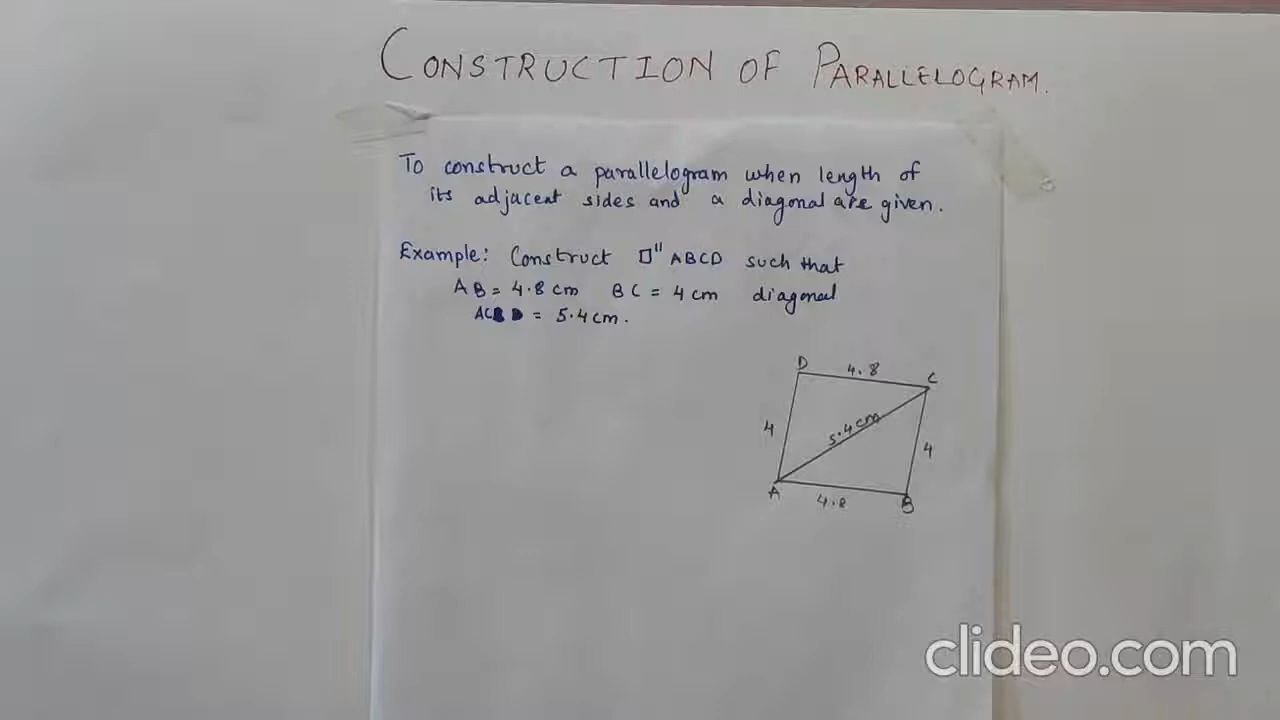 CONSTRUCTION OF PARALLELOGRAM.
To construct a parallelogram when length of
its adjacent sides and a diagonal are given.
Example: Construct □" ABCD such that
AB = 4.8 cm BC = 4 cm diagonal
AC = 5.4 cm.
D 4.8 C
5.4 cm
4 4
A 4.8 B
clideo.com